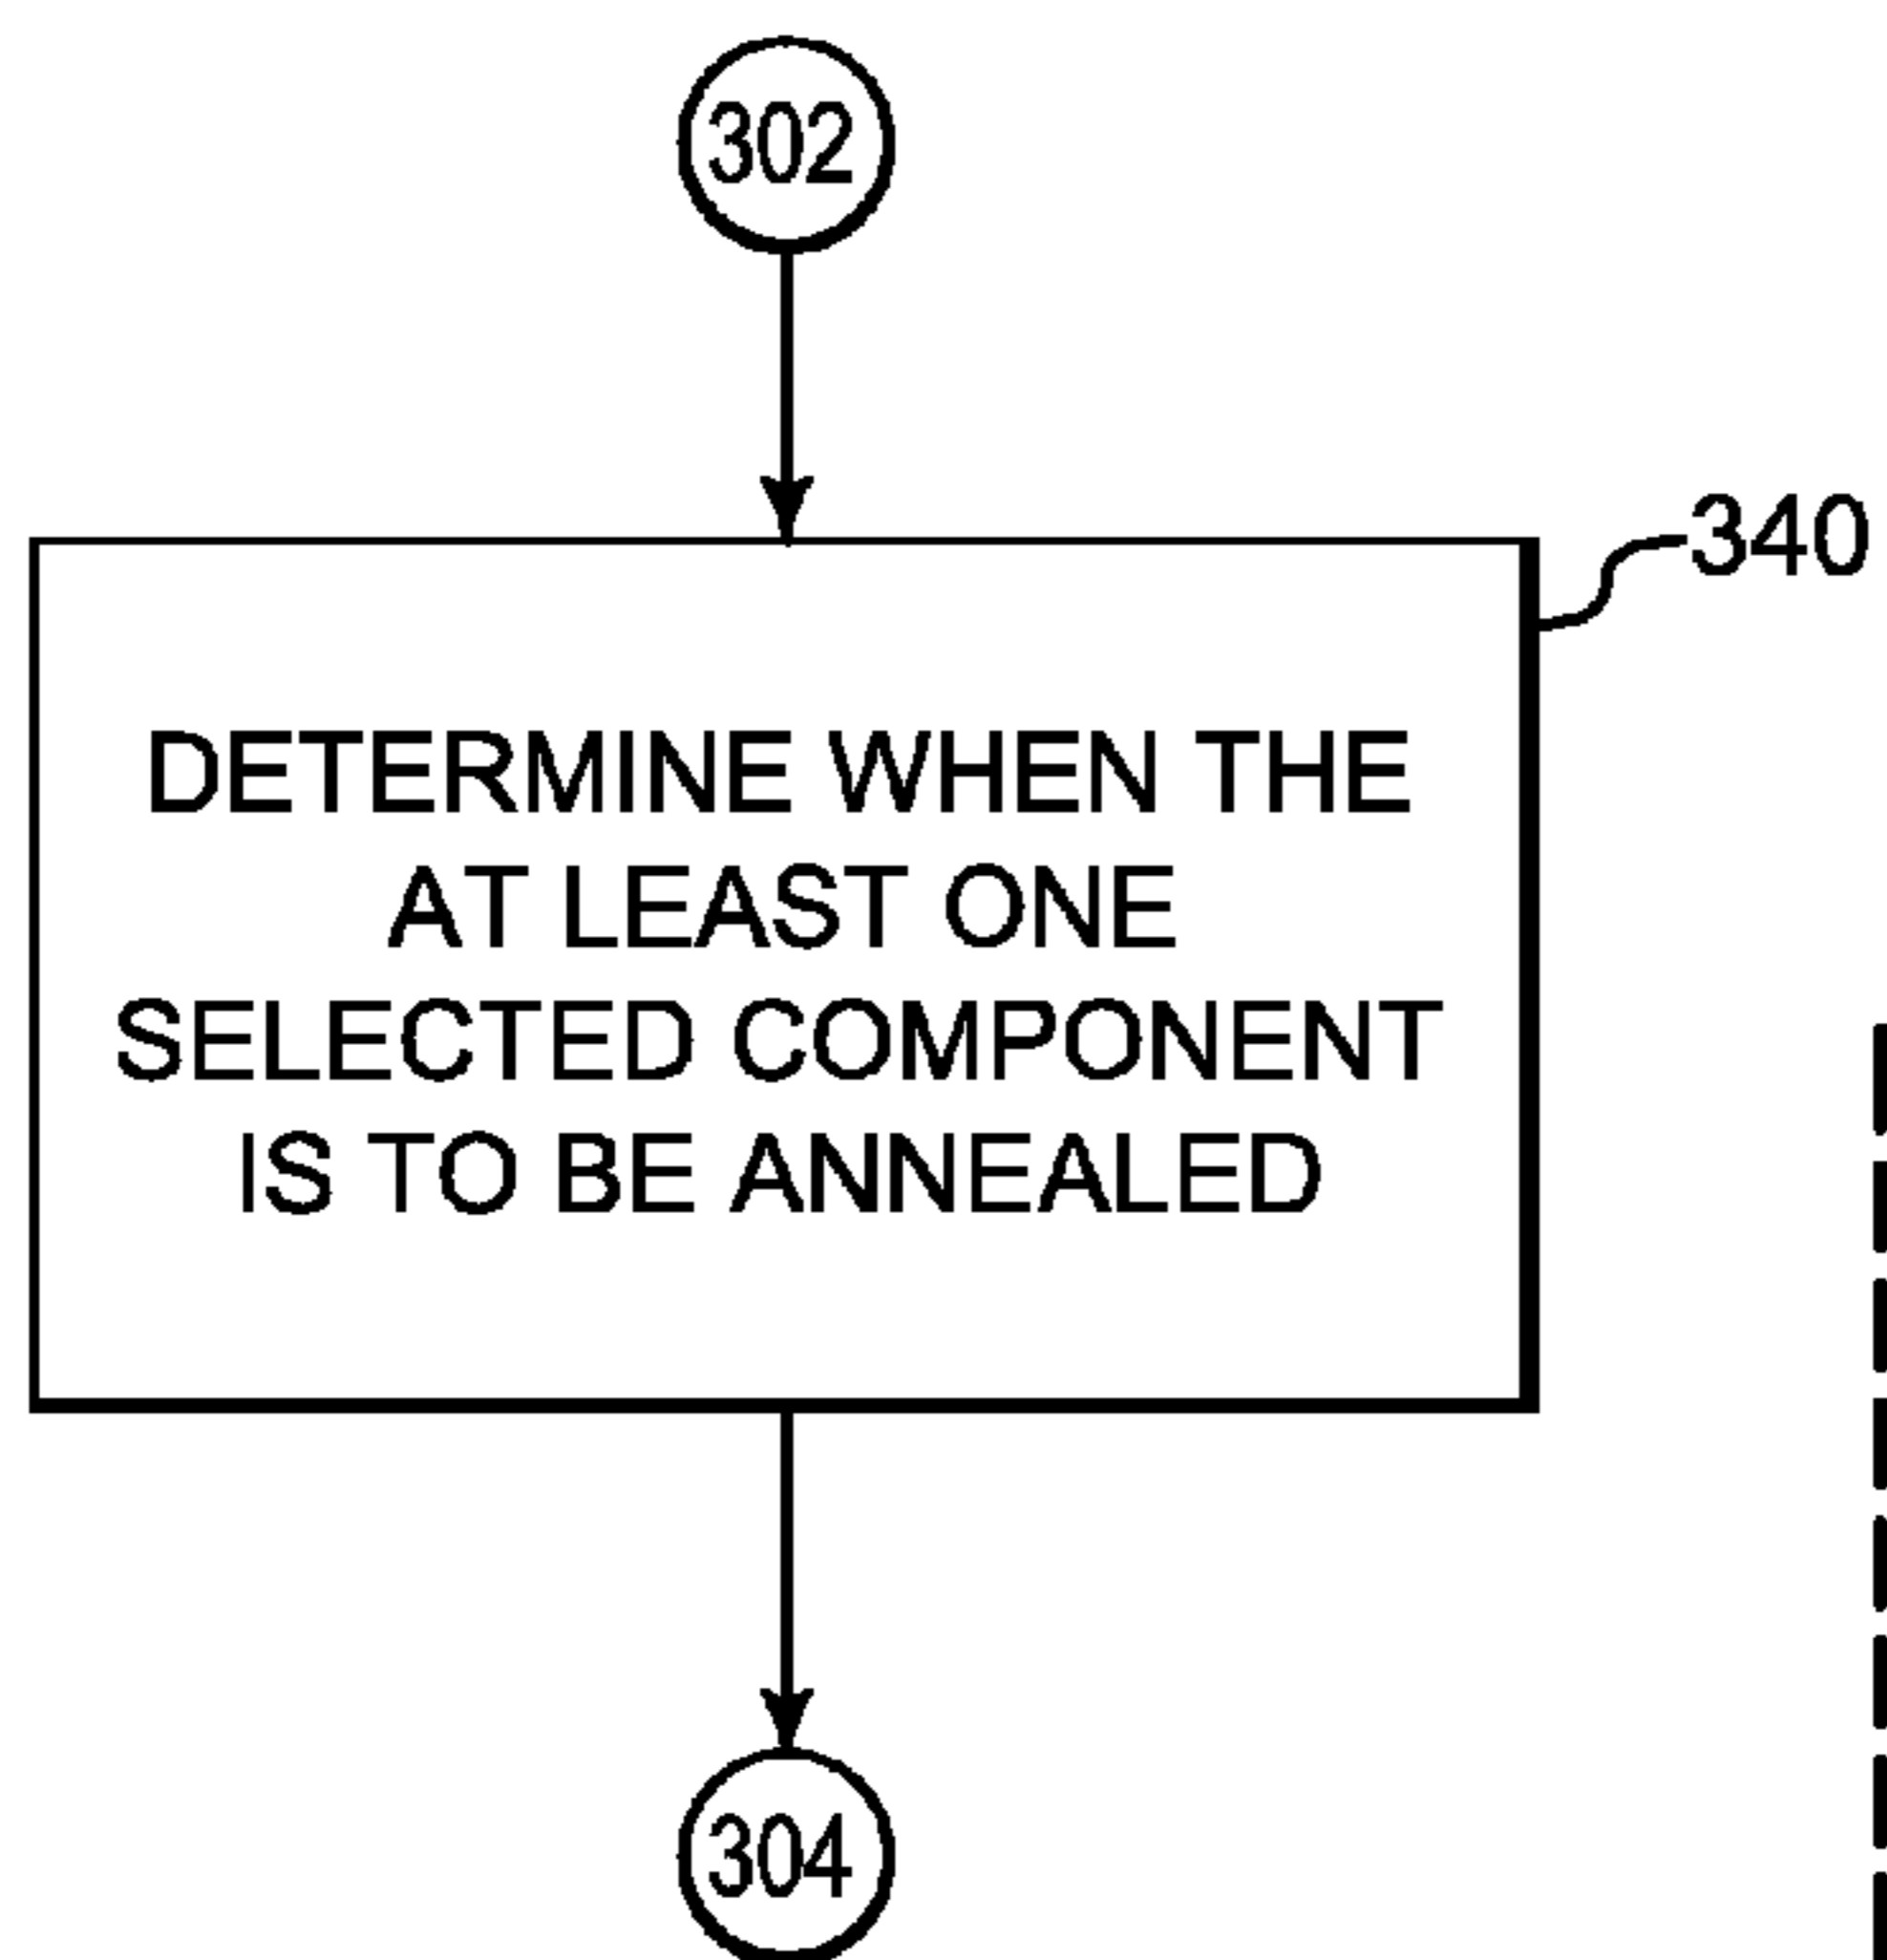 302
340
DETERMINE WHEN THE
AT LEAST ONE
SELECTED COMPONENT
IS TO BE ANNEALED
304